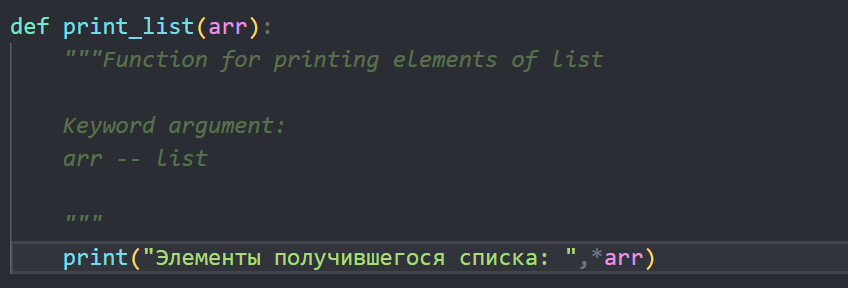 def print_list(arr):
"""Function for printing elements of list
Keyword argument:
arr -- list
"""
print("Элементы получившегося списка: ",*arr)